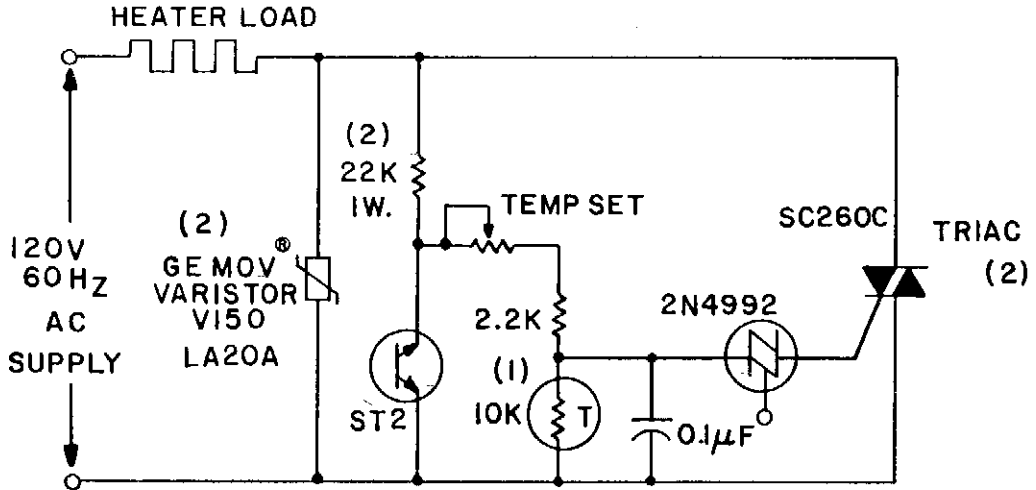 HEATER LOAD
120V
60Hz
AC
SUPPLY
(2)
GE MOV®
VARISTOR
V150
LA20A
(2)
22K
1W.
TEMP SET
2.2K
ST2
(1)
10K
T
0.1μF
2N4992
SC260C
TRIAC
(2)